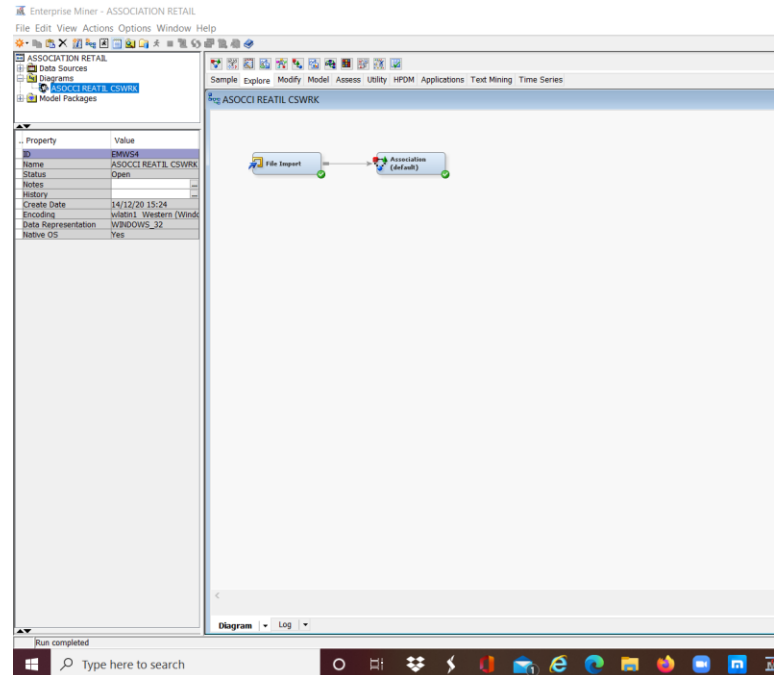 Enterprise Miner - ASSOCIATION RETAIL
File Edit View Actions Options Window Help
ASSOCIATION RETAIL
Data Sources
Diagrams
ASOCCI REATIL CSWRK
Model Packages
Sample Explore Modify Model Assess Utility HPDM Applications Text Mining Time Series
ASOCCI REATIL CSWRK
.. Property Value
ID EMWS4
Name ASOCCI REATIL CSWRK
Status Open
Notes ...
History ...
Create Date 14/12/20 15:24
Encoding wlatin1 Western (Windo
Data Representation WINDOWS_32
Native OS Yes
File Import
Association
(default)
Diagram Log
Run completed
Type here to search